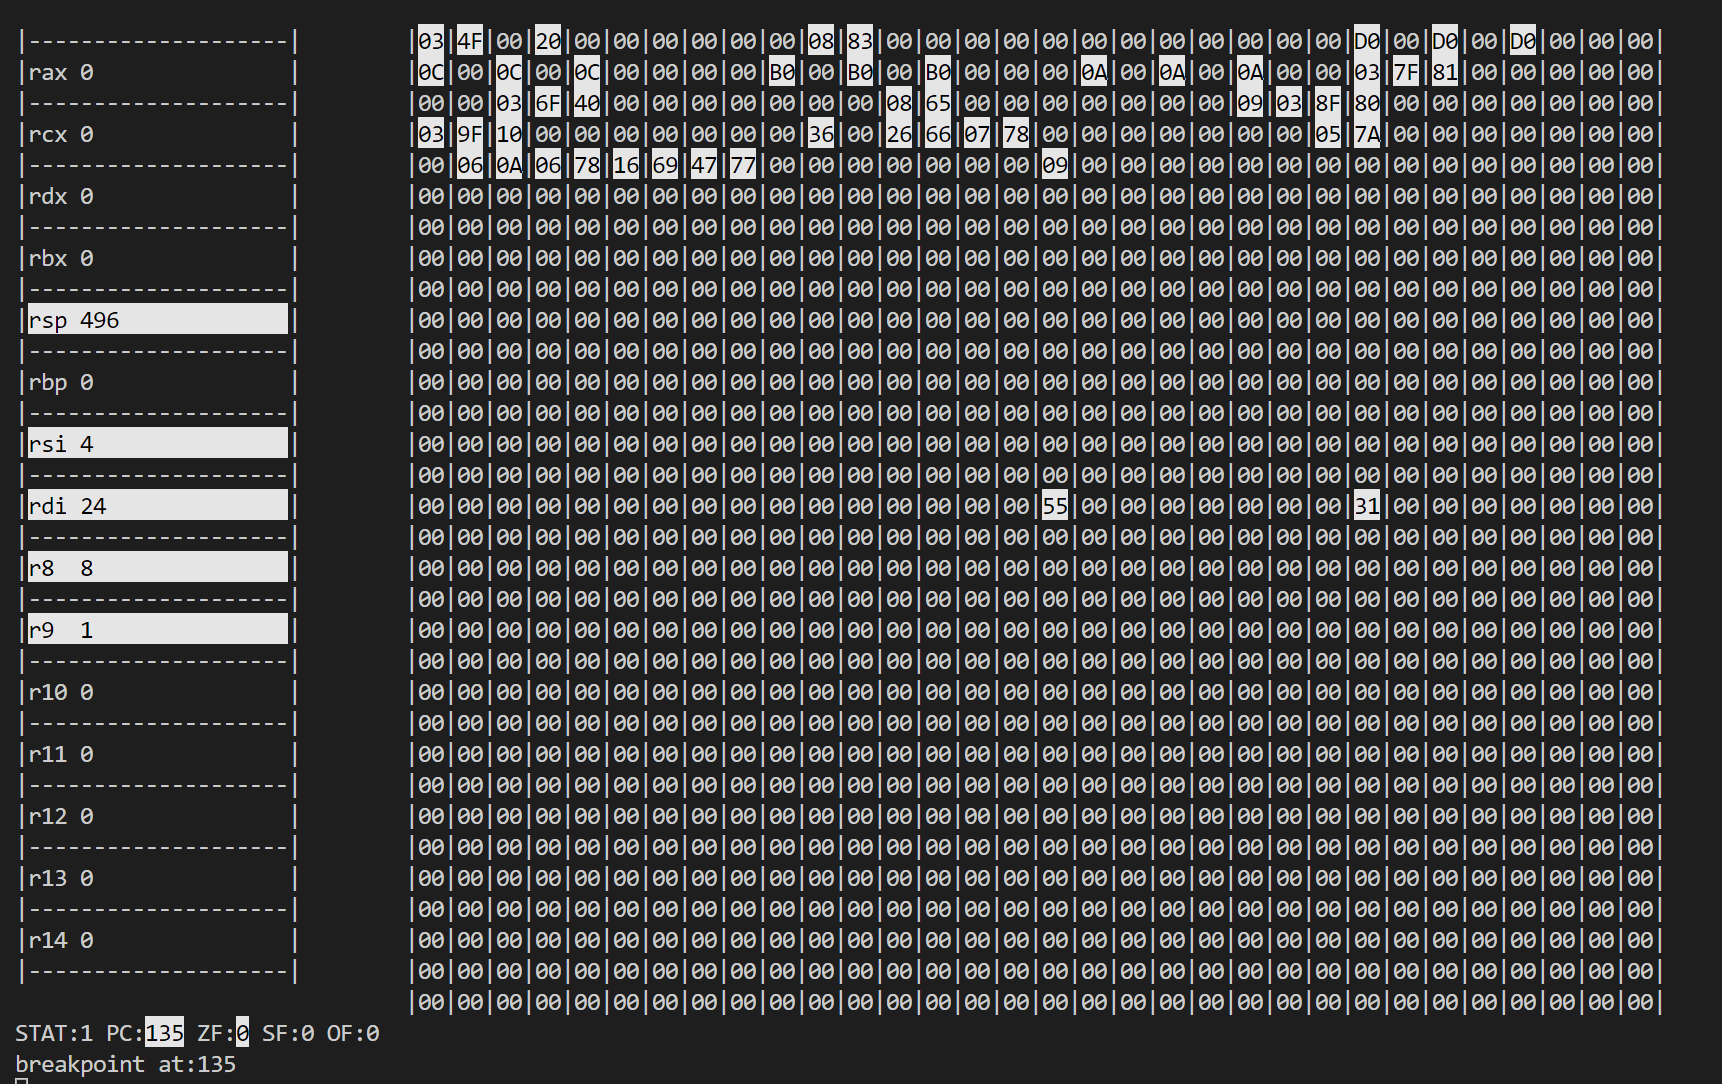 |--------------------| |03|4F|00|20|00|00|00|00|00|00|08|83|00|00|00|00|00|00|00|00|00|00|00|00|D0|00|D0|00|D0|00|00|00|
|rax 0 | |0C|00|0C|00|0C|00|00|00|00|B0|00|B0|00|B0|00|00|00|0A|00|0A|00|0A|00|00|03|7F|81|00|00|00|00|00|
|--------------------| |00|00|03|6F|40|00|00|00|00|00|00|00|08|65|00|00|00|00|00|00|00|09|03|8F|80|00|00|00|00|00|00|00|
|rcx 0 | |03|9F|10|00|00|00|00|00|00|00|36|00|26|66|07|78|00|00|00|00|00|00|00|05|7A|00|00|00|00|00|00|00|
|--------------------| |00|06|0A|06|78|16|69|47|77|00|00|00|00|00|00|00|09|00|00|00|00|00|00|00|00|00|00|00|00|00|00|00|
|rdx 0 | |00|00|00|00|00|00|00|00|00|00|00|00|00|00|00|00|00|00|00|00|00|00|00|00|00|00|00|00|00|00|00|00|
|--------------------| |00|00|00|00|00|00|00|00|00|00|00|00|00|00|00|00|00|00|00|00|00|00|00|00|00|00|00|00|00|00|00|00|
|rbx 0 | |00|00|00|00|00|00|00|00|00|00|00|00|00|00|00|00|00|00|00|00|00|00|00|00|00|00|00|00|00|00|00|00|
|--------------------| |00|00|00|00|00|00|00|00|00|00|00|00|00|00|00|00|00|00|00|00|00|00|00|00|00|00|00|00|00|00|00|00|
|rsp 496 | |00|00|00|00|00|00|00|00|00|00|00|00|00|00|00|00|00|00|00|00|00|00|00|00|00|00|00|00|00|00|00|00|
|--------------------| |00|00|00|00|00|00|00|00|00|00|00|00|00|00|00|00|00|00|00|00|00|00|00|00|00|00|00|00|00|00|00|00|
|rbp 0 | |00|00|00|00|00|00|00|00|00|00|00|00|00|00|00|00|00|00|00|00|00|00|00|00|00|00|00|00|00|00|00|00|
|--------------------| |00|00|00|00|00|00|00|00|00|00|00|00|00|00|00|00|00|00|00|00|00|00|00|00|00|00|00|00|00|00|00|00|
|rsi 4 | |00|00|00|00|00|00|00|00|00|00|00|00|00|00|00|00|00|00|00|00|00|00|00|00|00|00|00|00|00|00|00|00|
|--------------------| |00|00|00|00|00|00|00|00|00|00|00|00|00|00|00|00|00|00|00|00|00|00|00|00|00|00|00|00|00|00|00|00|
|rdi 24 | |00|00|00|00|00|00|00|00|00|00|00|00|00|00|00|00|55|00|00|00|00|00|00|00|31|00|00|00|00|00|00|00|
|--------------------| |00|00|00|00|00|00|00|00|00|00|00|00|00|00|00|00|00|00|00|00|00|00|00|00|00|00|00|00|00|00|00|00|
|r8  8 | |00|00|00|00|00|00|00|00|00|00|00|00|00|00|00|00|00|00|00|00|00|00|00|00|00|00|00|00|00|00|00|00|
|--------------------| |00|00|00|00|00|00|00|00|00|00|00|00|00|00|00|00|00|00|00|00|00|00|00|00|00|00|00|00|00|00|00|00|
|r9  1 | |00|00|00|00|00|00|00|00|00|00|00|00|00|00|00|00|00|00|00|00|00|00|00|00|00|00|00|00|00|00|00|00|
|--------------------| |00|00|00|00|00|00|00|00|00|00|00|00|00|00|00|00|00|00|00|00|00|00|00|00|00|00|00|00|00|00|00|00|
|r10 0 | |00|00|00|00|00|00|00|00|00|00|00|00|00|00|00|00|00|00|00|00|00|00|00|00|00|00|00|00|00|00|00|00|
|--------------------| |00|00|00|00|00|00|00|00|00|00|00|00|00|00|00|00|00|00|00|00|00|00|00|00|00|00|00|00|00|00|00|00|
|r11 0 | |00|00|00|00|00|00|00|00|00|00|00|00|00|00|00|00|00|00|00|00|00|00|00|00|00|00|00|00|00|00|00|00|
|--------------------| |00|00|00|00|00|00|00|00|00|00|00|00|00|00|00|00|00|00|00|00|00|00|00|00|00|00|00|00|00|00|00|00|
|r12 0 | |00|00|00|00|00|00|00|00|00|00|00|00|00|00|00|00|00|00|00|00|00|00|00|00|00|00|00|00|00|00|00|00|
|--------------------| |00|00|00|00|00|00|00|00|00|00|00|00|00|00|00|00|00|00|00|00|00|00|00|00|00|00|00|00|00|00|00|00|
|r13 0 | |00|00|00|00|00|00|00|00|00|00|00|00|00|00|00|00|00|00|00|00|00|00|00|00|00|00|00|00|00|00|00|00|
|--------------------| |00|00|00|00|00|00|00|00|00|00|00|00|00|00|00|00|00|00|00|00|00|00|00|00|00|00|00|00|00|00|00|00|
|r14 0 | |00|00|00|00|00|00|00|00|00|00|00|00|00|00|00|00|00|00|00|00|00|00|00|00|00|00|00|00|00|00|00|00|
|--------------------| |00|00|00|00|00|00|00|00|00|00|00|00|00|00|00|00|00|00|00|00|00|00|00|00|00|00|00|00|00|00|00|00|
|00|00|00|00|00|00|00|00|00|00|00|00|00|00|00|00|00|00|00|00|00|00|00|00|00|00|00|00|00|00|00|00|
STAT:1 PC:135 ZF:0 SF:0 OF:0
breakpoint at:135